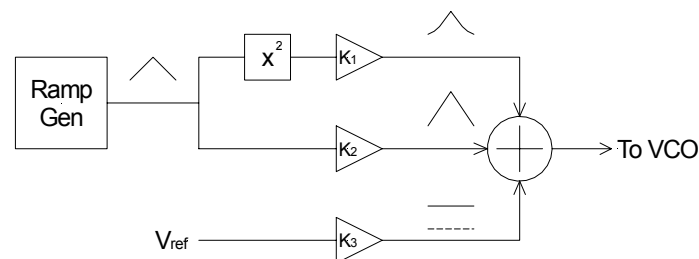 Ramp
Gen
x²
K₁
K₂
To VCO
Vref
K₃